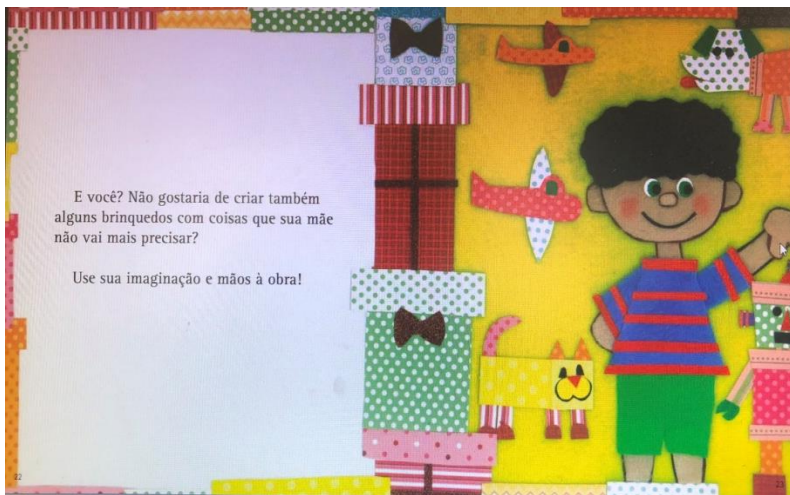 E você? Não gostaria de criar também
alguns brinquedos com coisas que sua mãe
não vai mais precisar?
Use sua imaginação e mãos à obra!
22
23